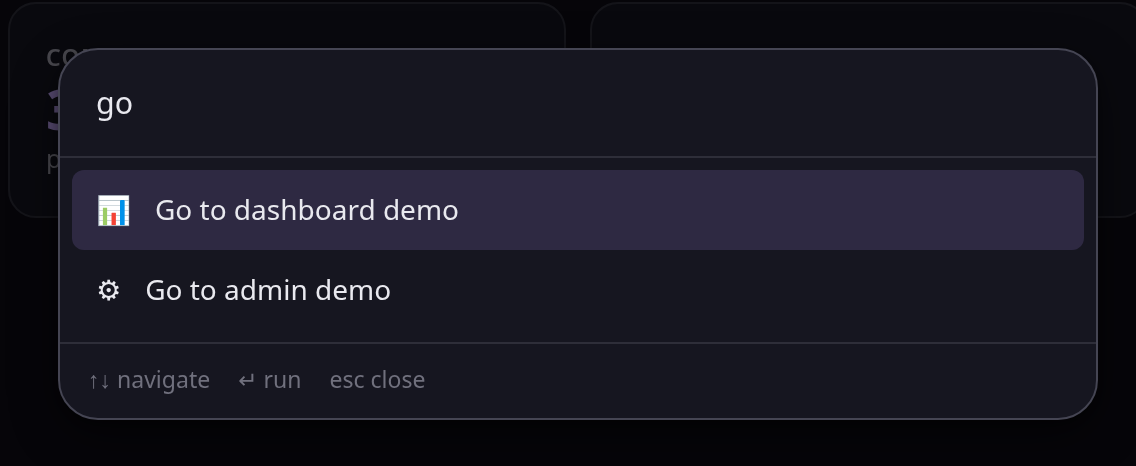 go
Go to dashboard demo
Go to admin demo
↑↓ navigate ↵ run esc close